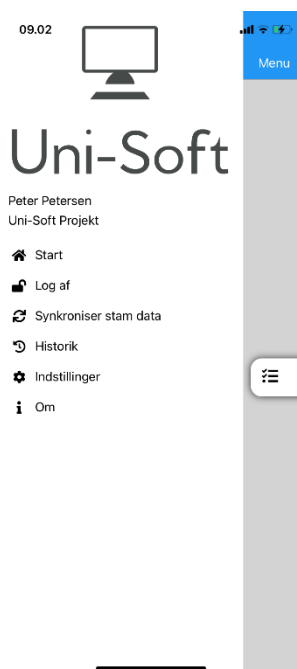 09.02
Menu
Uni-Soft
Peter Petersen
Uni-Soft Projekt
Start
Log af
Synkroniser stam data
Historik
Indstillinger
Om